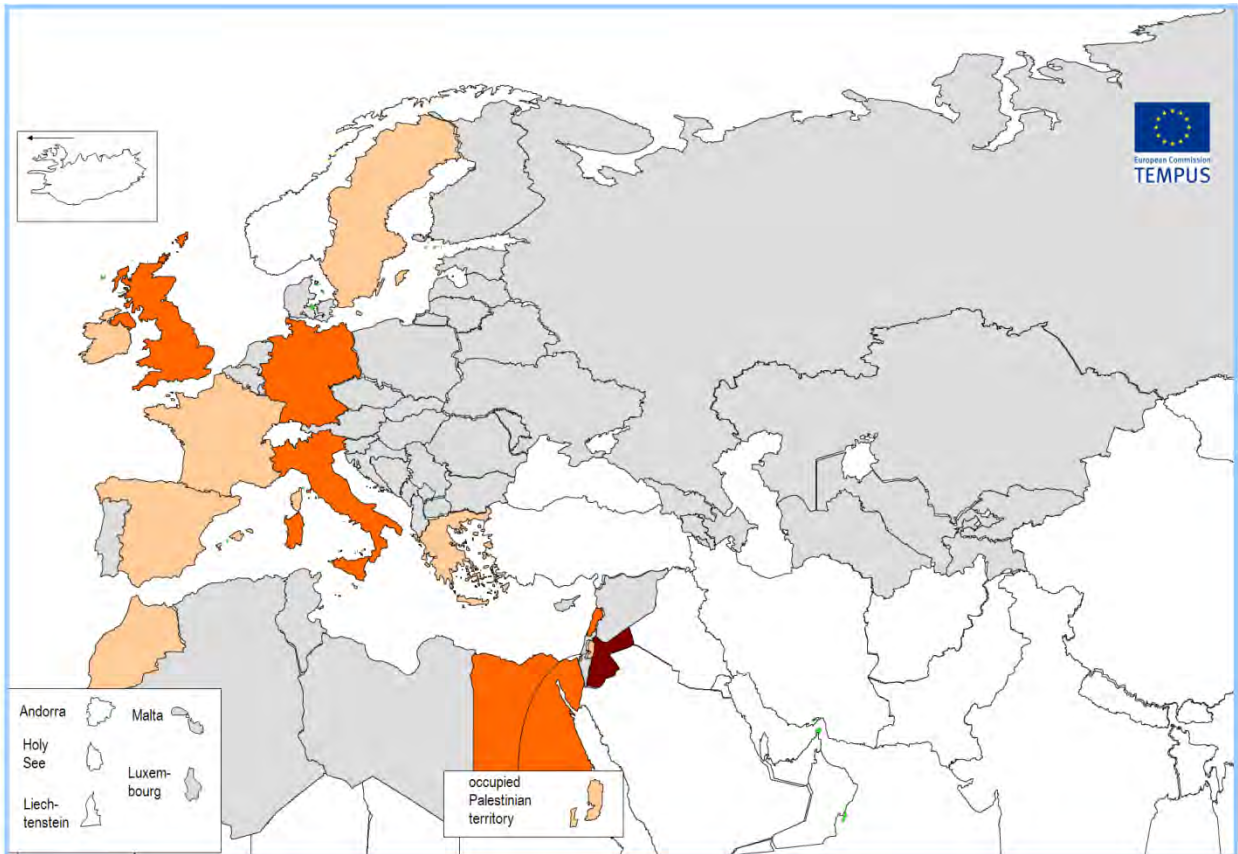 European Commission
TEMPUS
Andorra
Malta
Holy
See
Luxem-
bourg
Liech-
tenstein
occupied
Palestinian
territory